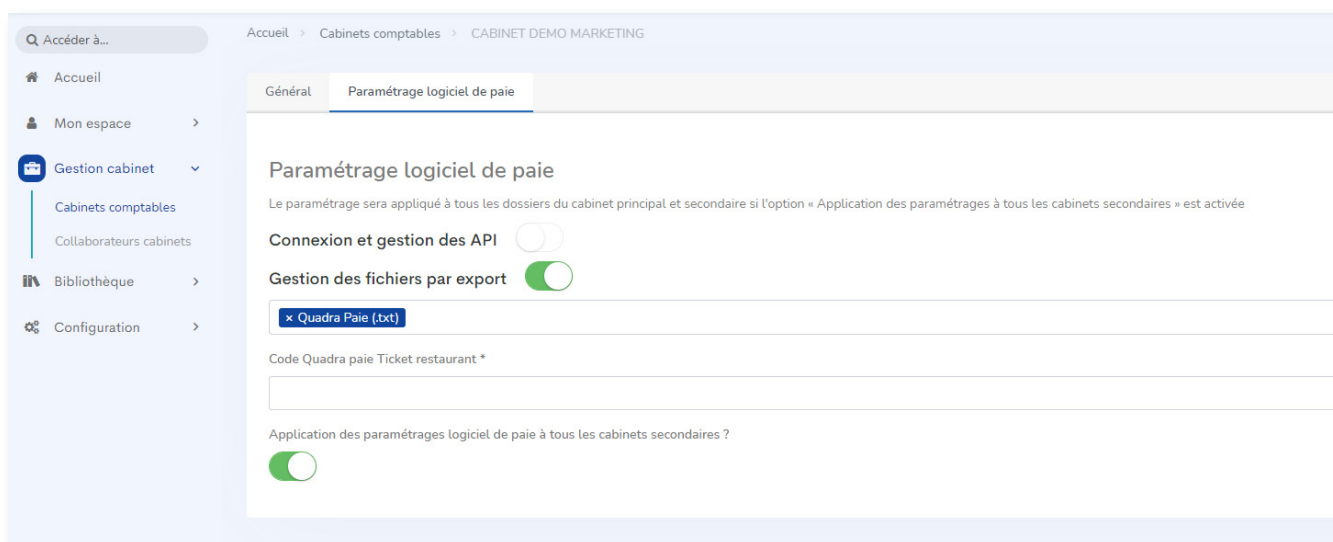 Accéder à...
Accueil
Mon espace
Gestion cabinet
Cabinets comptables
Collaborateurs cabinets
Bibliothèque
Configuration
Accueil > Cabinets comptables > CABINET DEMO MARKETING
Général Paramétrage logiciel de paie
Paramétrage logiciel de paie
Le paramétrage sera appliqué à tous les dossiers du cabinet principal et secondaire si l'option « Application des paramétrages à tous les cabinets secondaires » est activée
Connexion et gestion des API
Gestion des fichiers par export
× Quadra Paie (.txt)
Code Quadra paie Ticket restaurant *
Application des paramétrages logiciel de paie à tous les cabinets secondaires ?